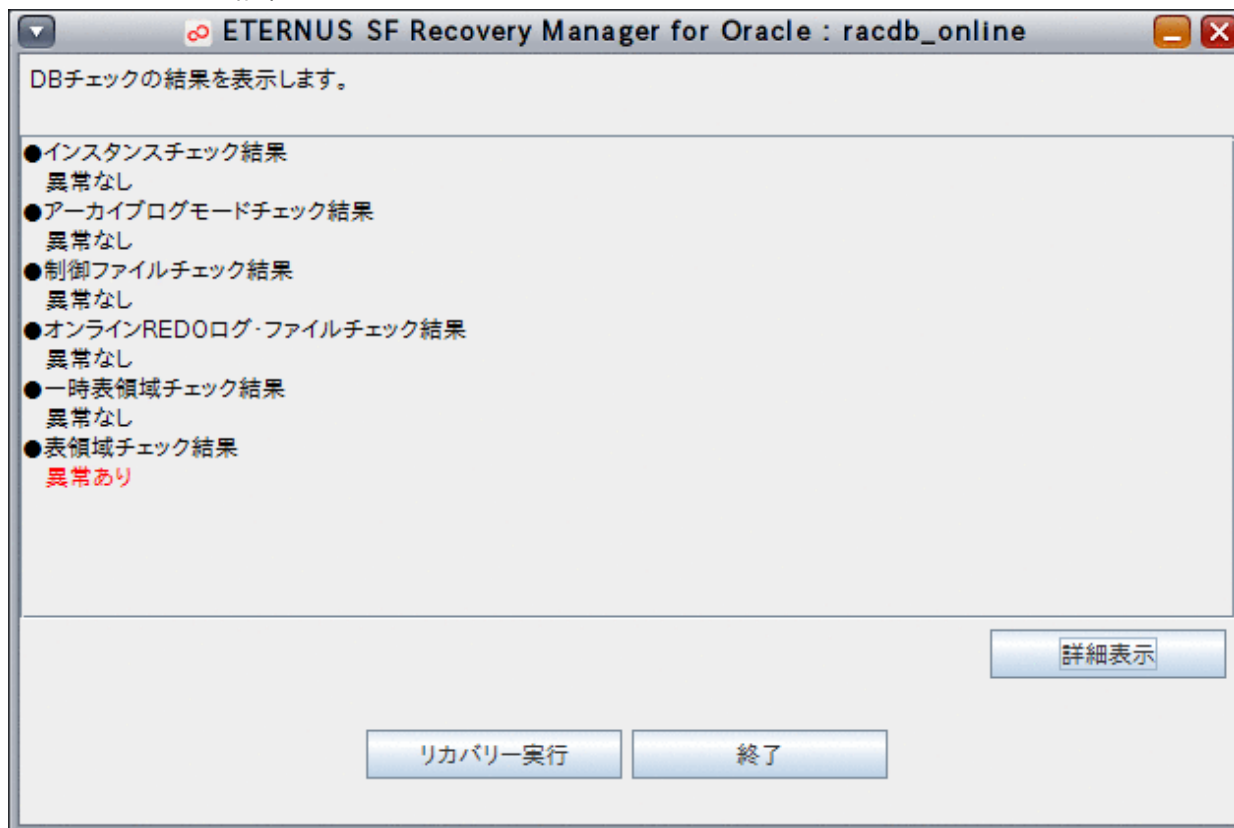 ETERNUS SF Recovery Manager for Oracle : racdb_online
DBチェックの結果を表示します。
●インスタンスチェック結果
異常なし
●アーカイブログモードチェック結果
異常なし
●制御ファイルチェック結果
異常なし
●オンラインREDOログ・ファイルチェック結果
異常なし
●一時表領域チェック結果
異常なし
●表領域チェック結果
異常あり
詳細表示
リカバリー実行
終了